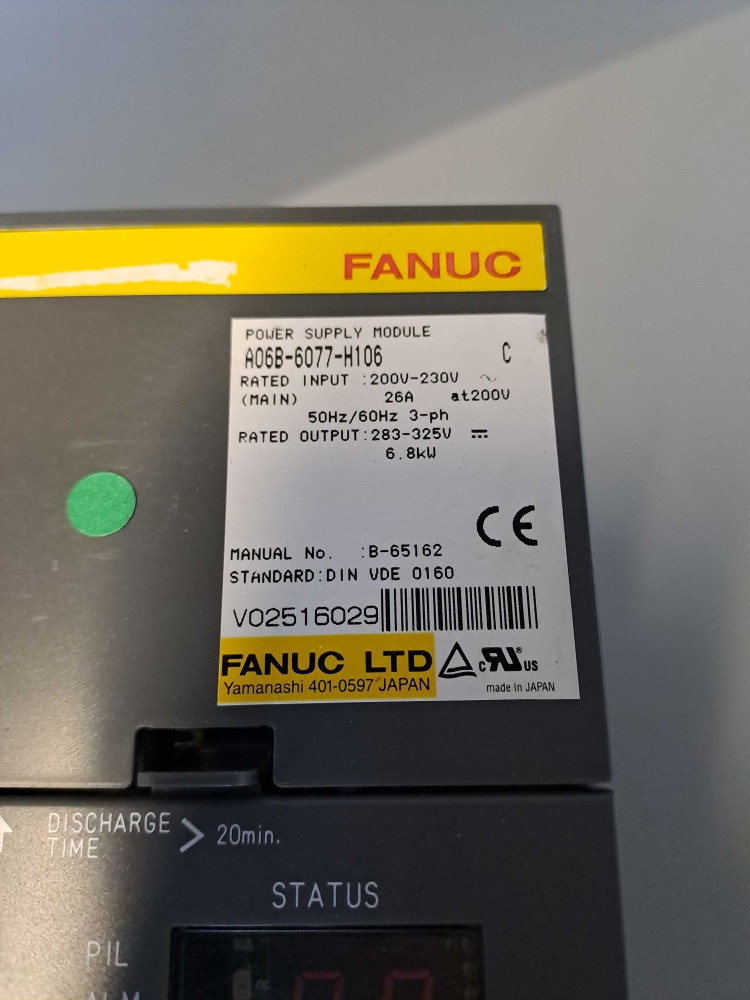 FANUC
POWER SUPPLY MODULE
A06B-6077-H106 C
RATED INPUT :200V-230V ~
(MAIN) 26A at200V
50Hz/60Hz 3-ph
RATED OUTPUT:283-325V ⎓
6.8kW
CE
MANUAL No. :B-65162
STANDARD:DIN VDE 0160
V02516029
FANUC LTD
Yamanashi 401-0597 JAPAN
c RU US
made in JAPAN
DISCHARGE TIME > 20min.
STATUS
PIL
ALM